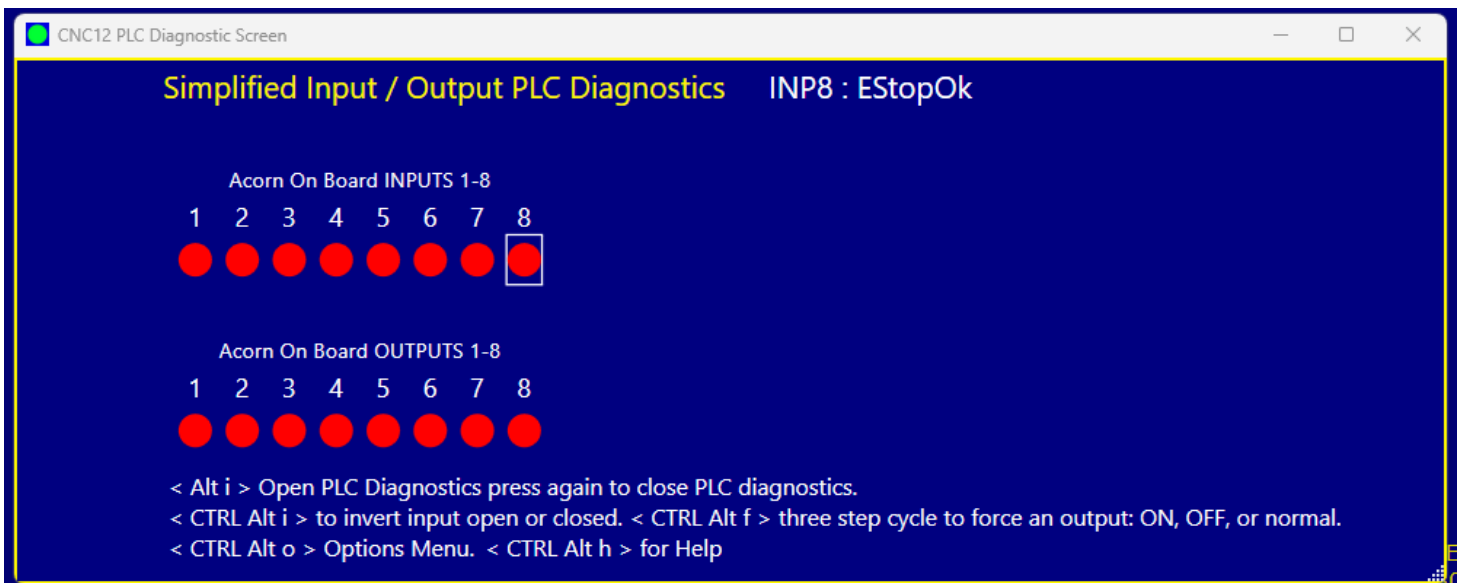 CNC12 PLC Diagnostic Screen
Simplified Input / Output PLC Diagnostics INP8 : EStopOk
Acorn On Board INPUTS 1-8
1 2 3 4 5 6 7 8
Acorn On Board OUTPUTS 1-8
1 2 3 4 5 6 7 8
< Alt i > Open PLC Diagnostics press again to close PLC diagnostics.
< CTRL Alt i > to invert input open or closed. < CTRL Alt f > three step cycle to force an output: ON, OFF, or normal.
< CTRL Alt o > Options Menu. < CTRL Alt h > for Help